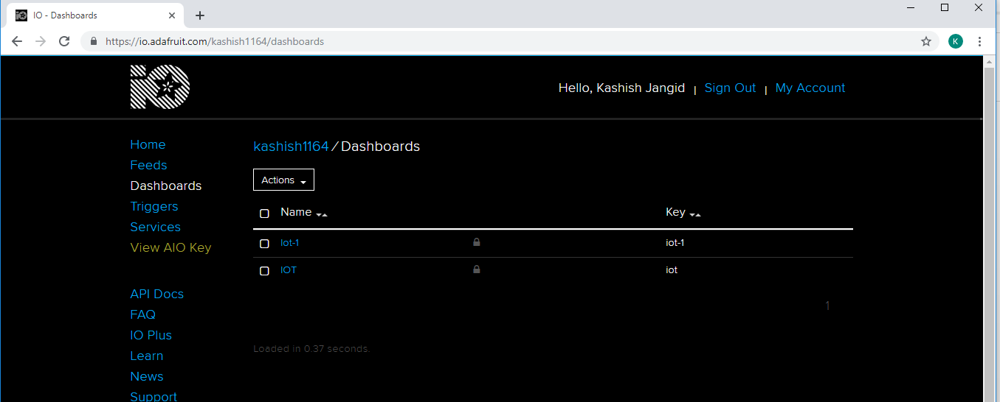 IO - Dashboards
https://io.adafruit.com/kashish1164/dashboards
K
IO
Hello, Kashish Jangid | Sign Out | My Account
Home
Feeds
Dashboards
Triggers
Services
View AIO Key
API Docs
FAQ
IO Plus
Learn
News
Support
kashish1164 / Dashboards
Actions
Name Key
Iot-1 iot-1
IOT iot
1
Loaded in 0.37 seconds.